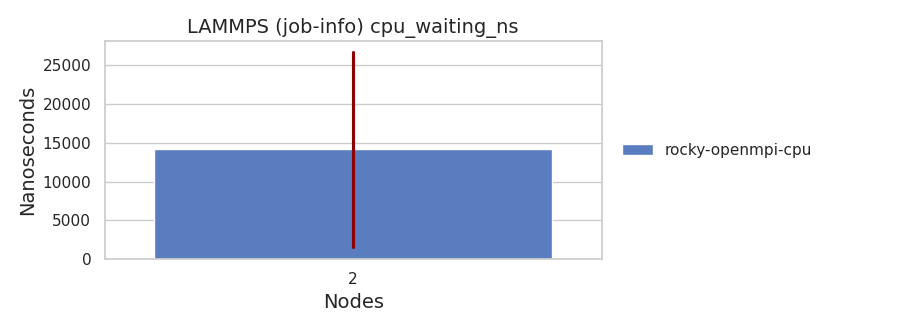 LAMMPS (job-info) cpu_waiting_ns
Nanoseconds
25000
20000
15000
10000
5000
0
2
Nodes
rocky-openmpi-cpu